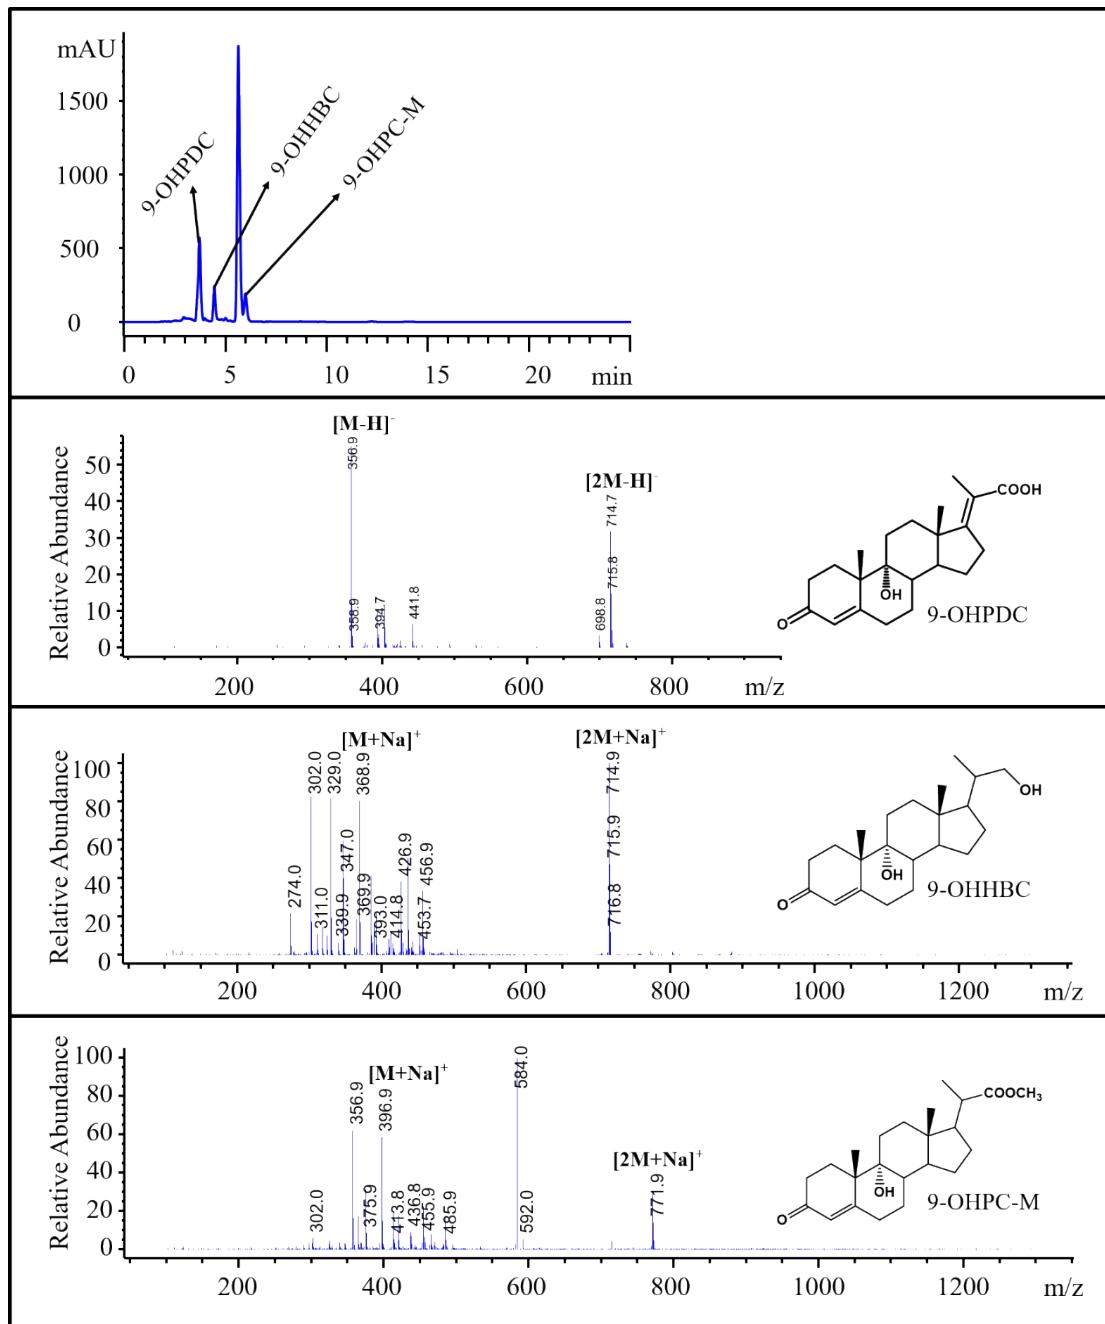 mAU
1500
1000
500
0
9-OHPDC
9-OHHBC
9-OHPC-M
0 5 10 15 20 min
[M-H]-
356.9
[2M-H]-
714.7
715.8
358.9
394.7
441.8
698.8
Relative Abundance
50
40
30
20
10
0
200 400 600 800 m/z
COOH
OH
O
9-OHPDC
[M+Na]+
[2M+Na]+
302.0
329.0
368.9
714.9
347.0
715.9
426.9
456.9
274.0
311.0
339.9
369.9
393.0
414.8
453.7
716.8
Relative Abundance
100
80
60
40
20
0
200 400 600 800 1000 1200 m/z
OH
OH
O
9-OHHBC
[M+Na]+
584.0
356.9
396.9
[2M+Na]+
771.9
302.0
375.9
413.8
436.8
455.9
485.9
592.0
Relative Abundance
100
80
60
40
20
0
200 400 600 800 1000 1200 m/z
COOCH3
OH
O
9-OHPC-M